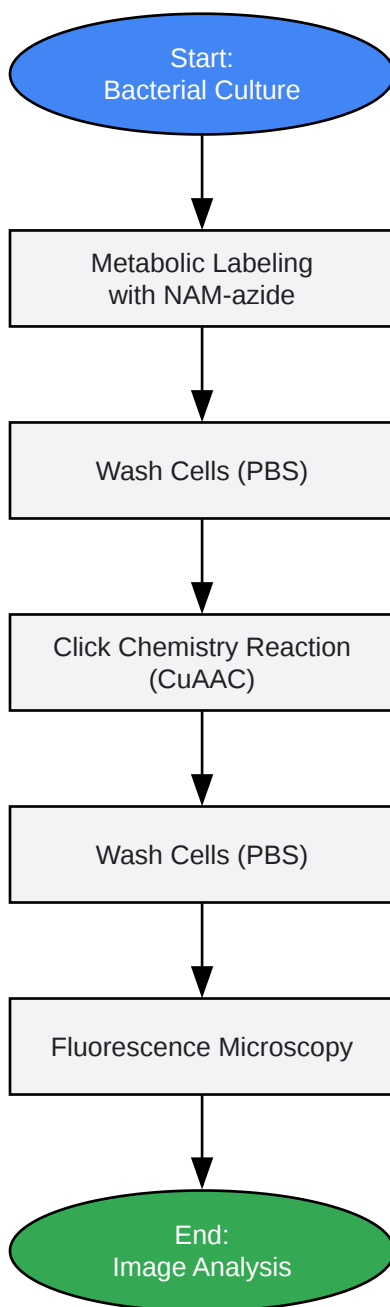 Start:
Bacterial Culture
Metabolic Labeling
with NAM-azide
Wash Cells (PBS)
Click Chemistry Reaction
(CuAAC)
Wash Cells (PBS)
Fluorescence Microscopy
End:
Image Analysis